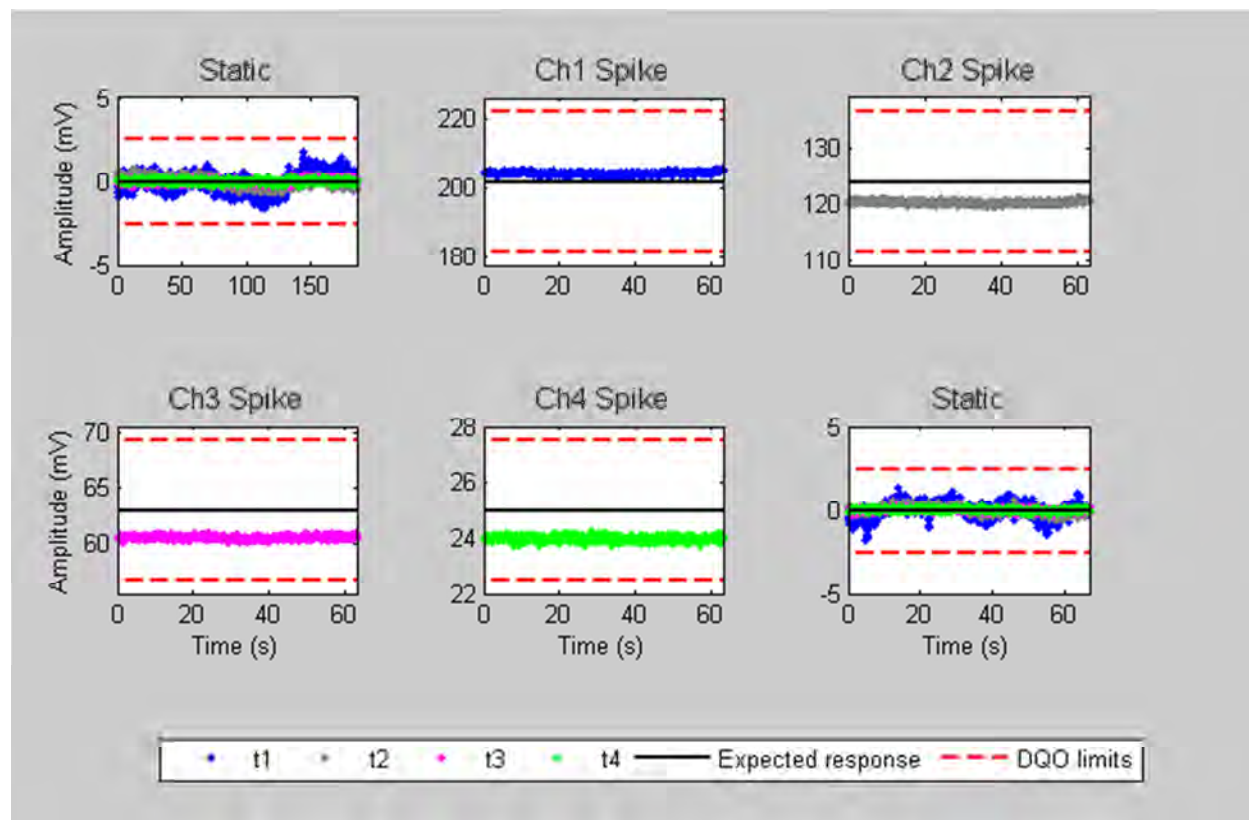 Static Ch1 Spike Ch2 Spike
Amplitude (mV)
5
0
-5
0 50 100 150
220
200
180
0 20 40 60
130
120
110
0 20 40 60
Ch3 Spike Ch4 Spike Static
Amplitude (mV)
70
65
60
0 20 40 60
Time (s)
28
26
24
22
0 20 40 60
Time (s)
5
0
-5
0 20 40 60
Time (s)
t1 t2 t3 t4 Expected response DQO limits